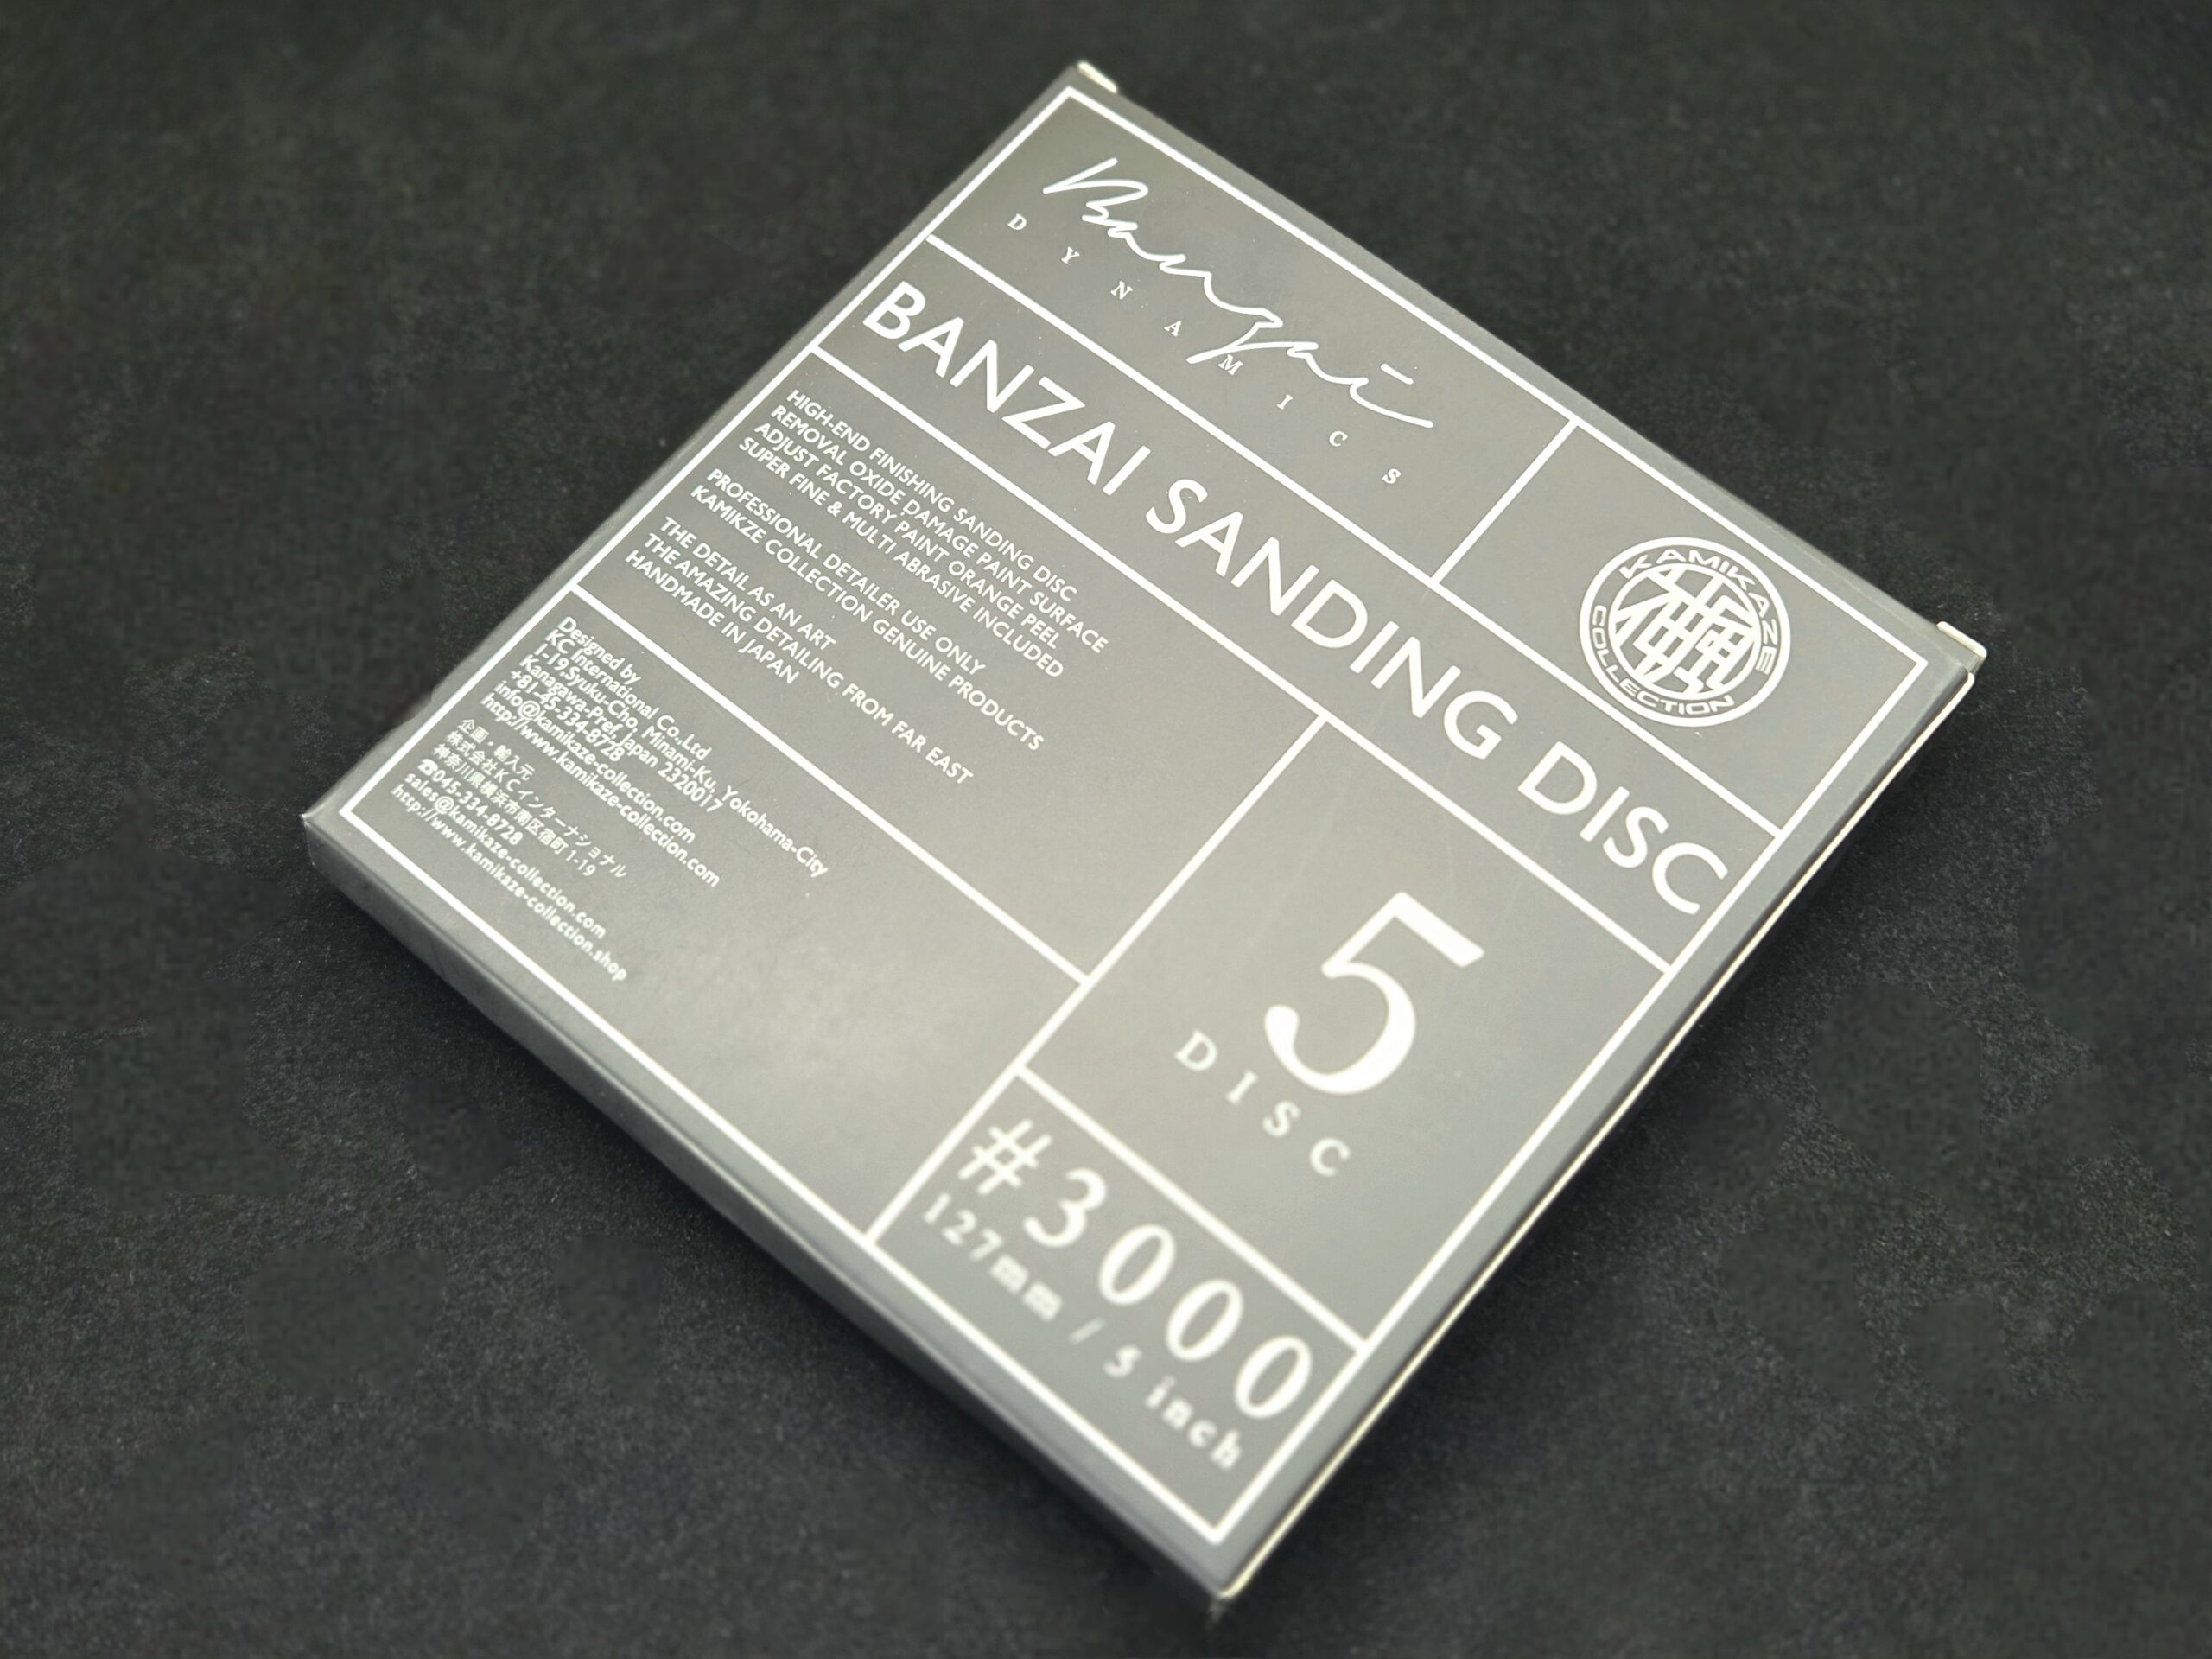 Banzai
DYNAMICS
KAMIKAZE
神風
COLLECTION
BANZAI SANDING DISC
HIGH-END FINISHING SANDING DISC
REMOVAL OXIDE DAMAGE PAINT SURFACE
ADJUST FACTORY PAINT ORANGE PEEL
SUPER FINE & MULTI ABRASIVE INCLUDED
PROFESSIONAL DETAILER USE ONLY
KAMIKZE COLLECTION GENUINE PRODUCTS
THE DETAIL AS AN ART
THE AMAZING DETAILING FROM FAR EAST
HANDMADE IN JAPAN
Designed by
KC International Co.,Ltd
1-19,Syuku-Cho, Minami-Ku, Yokohama-City
Kanagawa-Pref, Japan 2320017
+81-45-334-8728
info@kamikaze-collection.com
http://www.kamikaze-collection.com
企画・輸入元
株式会社KCインターナショナル
神奈川県横浜市南区宿町 1-19
☎045-334-8728
sales@kamikaze-collection.com
http://www.kamikaze-collection.shop
5
DISC
#3000
127mm / 5 inch